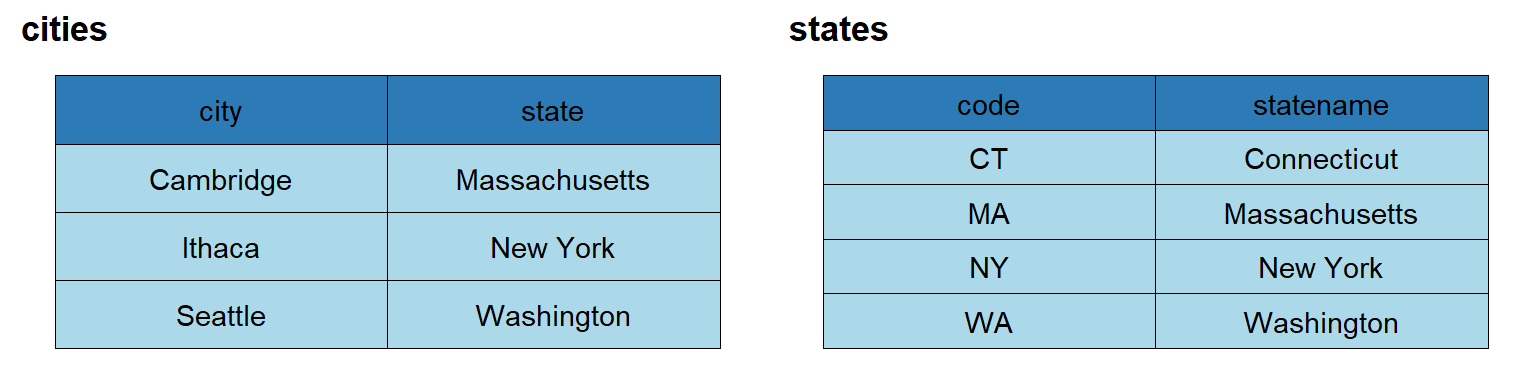 cities
city state
Cambridge Massachusetts
Ithaca New York
Seattle Washington
states
code statename
CT Connecticut
MA Massachusetts
NY New York
WA Washington